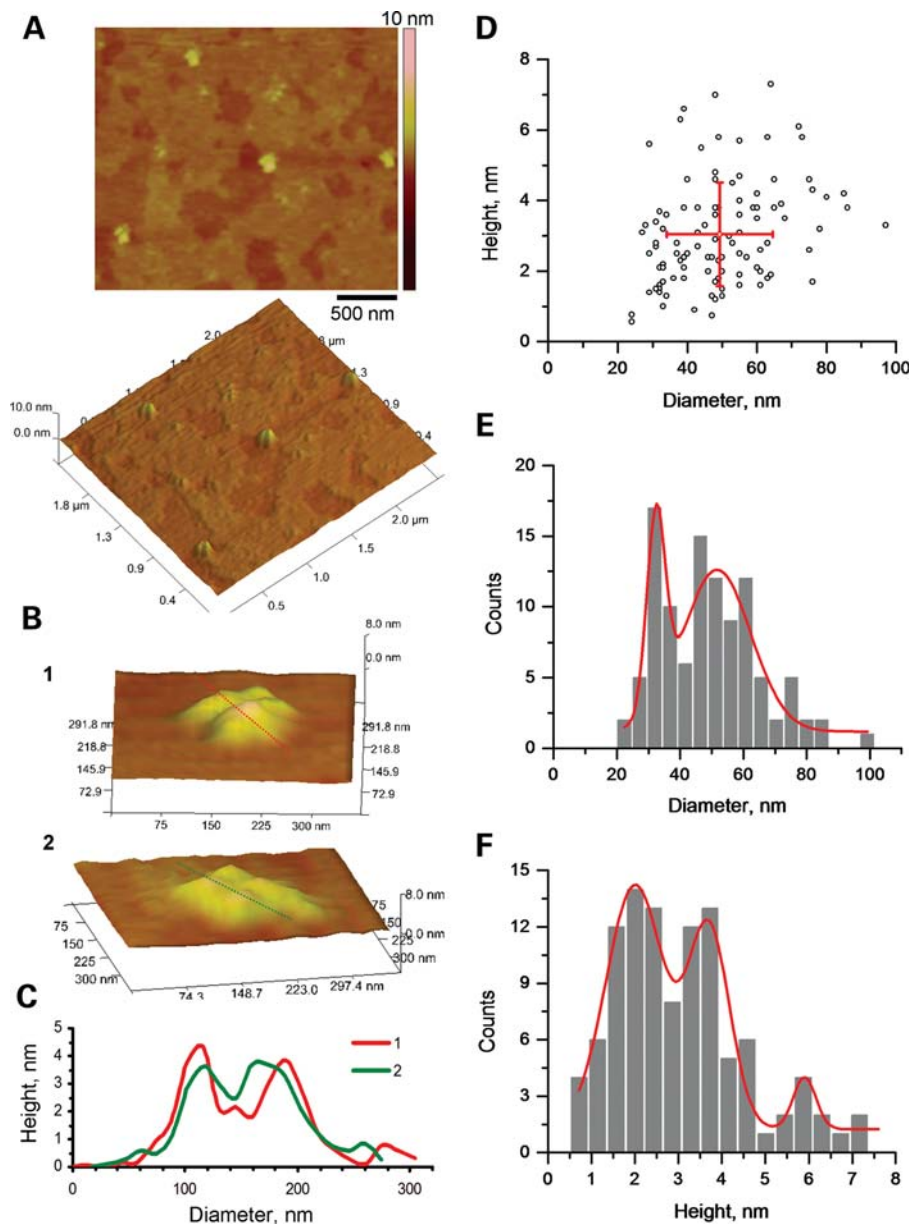 A
10 nm
500 nm
10.0 nm
0.0 nm
2.0
1.3
0.9
0.4
1.8 µm
1.3
0.9
0.4
2.0 µm
1.5
1.0
0.5
B
1
8.0 nm
0.0 nm
291.8 nm
218.8
145.9
72.9
291.8 nm
218.8
145.9
72.9
75 150 225 300 nm
2
8.0 nm
0.0 nm
75
150
225
300 nm
75
150
225
300 nm
74.3 148.7 223.0 297.4 nm
C
Height, nm
5
4
3
2
1
0
0 100 200 300
Diameter, nm
1
2
D
Height, nm
8
6
4
2
0
0 20 40 60 80 100
Diameter, nm
E
Counts
20
15
10
5
0
0 20 40 60 80 100
Diameter, nm
F
Counts
15
12
9
6
3
0
0 1 2 3 4 5 6 7 8
Height, nm